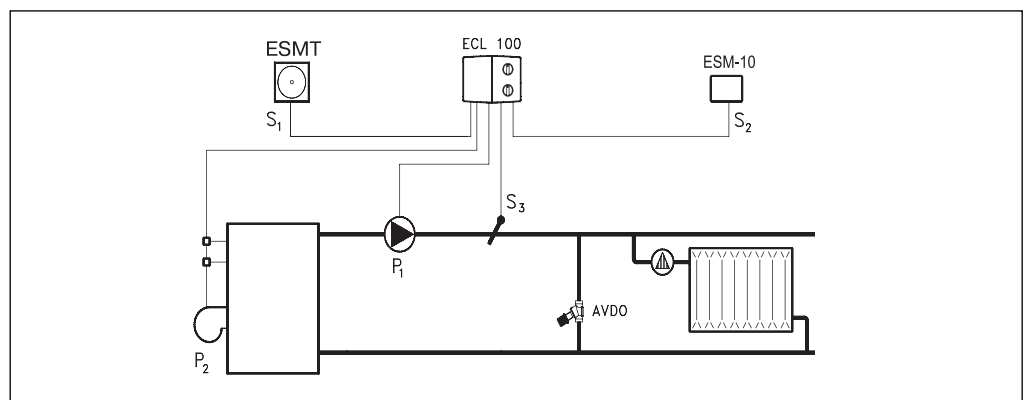 ESMT
ECL 100
ESM-10
S₁
S₂
S₃
P₁
AVDO
P₂